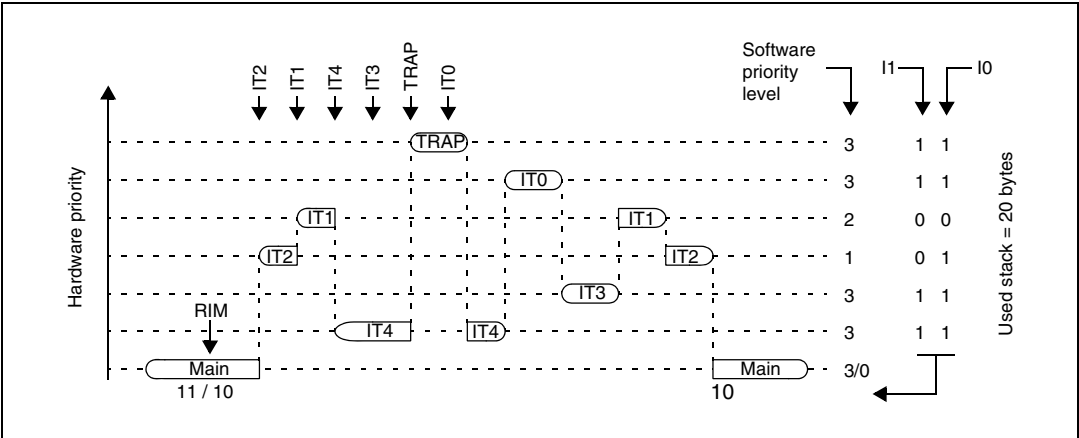 IT2
IT1
IT4
IT3
TRAP
IT0
Software
priority
level
I1
I0
Hardware priority
TRAP
3
1 1
IT0
3
1 1
IT1
IT1
2
0 0
IT2
IT2
1
0 1
IT3
3
1 1
RIM
IT4
IT4
3
1 1
Main
Main
3/0
11 / 10
10
Used stack = 20 bytes